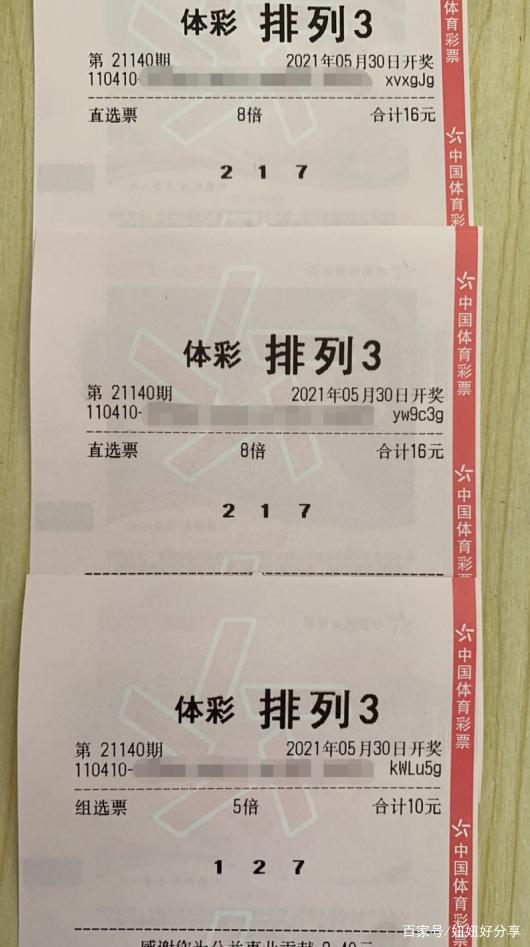 体彩 排列3
第 21140期 2021年05月30日开奖
110410- xvxgJg
直选票 8倍 合计16元
2 1 7
体育彩票
中国体育彩
体彩 排列3
第 21140期 2021年05月30日开奖
110410- yw9c3g
直选票 8倍 合计16元
2 1 7
中国体育彩票
中国体育彩票
体彩 排列3
第 21140期 2021年05月30日开奖
110410- kWLu5g
组选票 5倍 合计10元
1 2 7
中国体育彩票
中国体育彩票
百家号/妞妞好分享